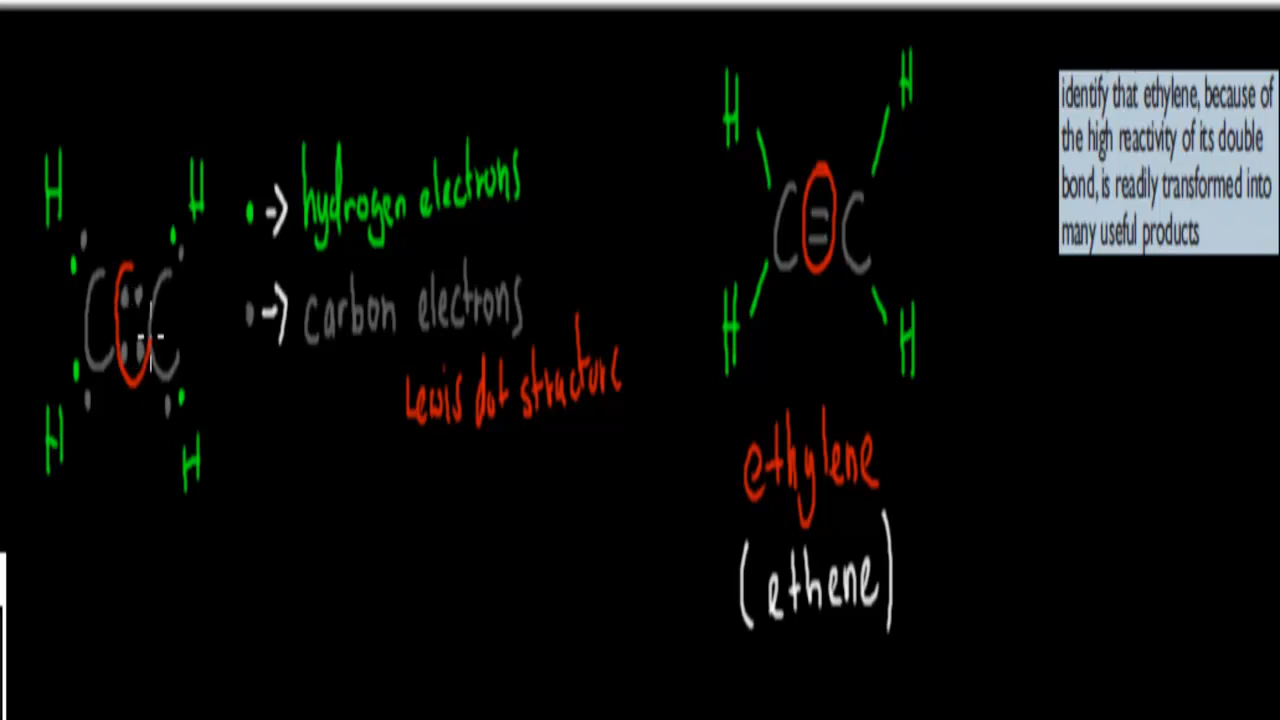 H
H
• -> hydrogen electrons
C C
• -> carbon electrons
Lewis dot structure
H
H
H
H
C = C
H
H
ethylene
(ethene)
identify that ethylene, because of
the high reactivity of its double
bond, is readily transformed into
many useful products